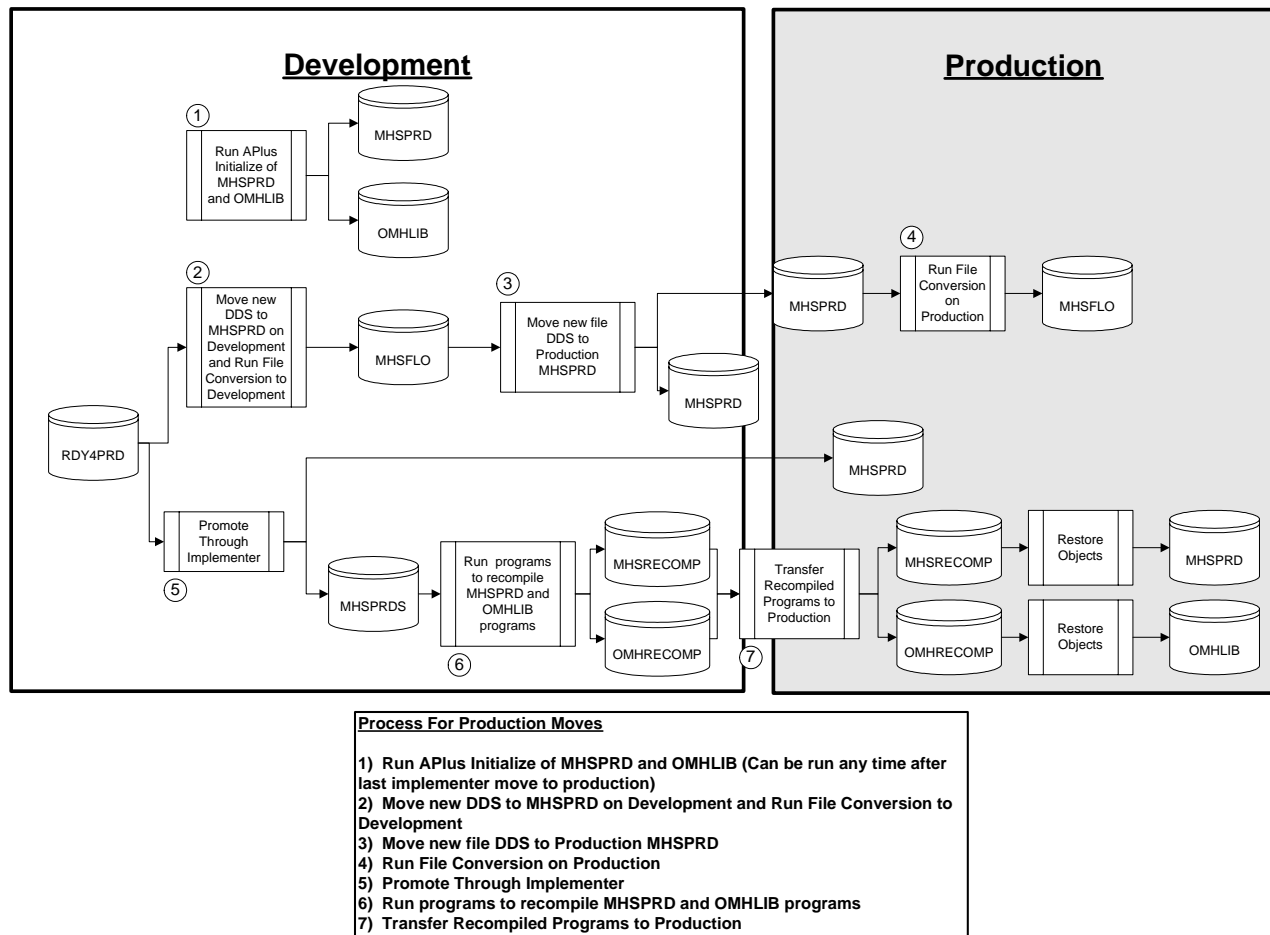 Development
Production
1
Run APlus
Initialize of
MHSPRD
and OMHLIB
MHSPRD
OMHLIB
2
Move new
DDS to
MHSPRD on
Development
and Run File
Conversion to
Development
MHSFLO
3
Move new file
DDS to
Production
MHSPRD
MHSPRD
MHSPRD
4
Run File
Conversion
on
Production
MHSFLO
RDY4PRD
MHSPRD
Promote
Through
Implementer
5
MHSPRDS
Run programs
to recompile
MHSPRD and
OMHLIB
programs
6
MHSRECOMP
OMHRECOMP
Transfer
Recompiled
Programs to
Production
7
MHSRECOMP
Restore
Objects
MHSPRD
OMHRECOMP
Restore
Objects
OMHLIB
Process For Production Moves
1) Run APlus Initialize of MHSPRD and OMHLIB (Can be run any time after
last implementer move to production)
2) Move new DDS to MHSPRD on Development and Run File Conversion to
Development
3) Move new file DDS to Production MHSPRD
4) Run File Conversion on Production
5) Promote Through Implementer
6) Run programs to recompile MHSPRD and OMHLIB programs
7) Transfer Recompiled Programs to Production